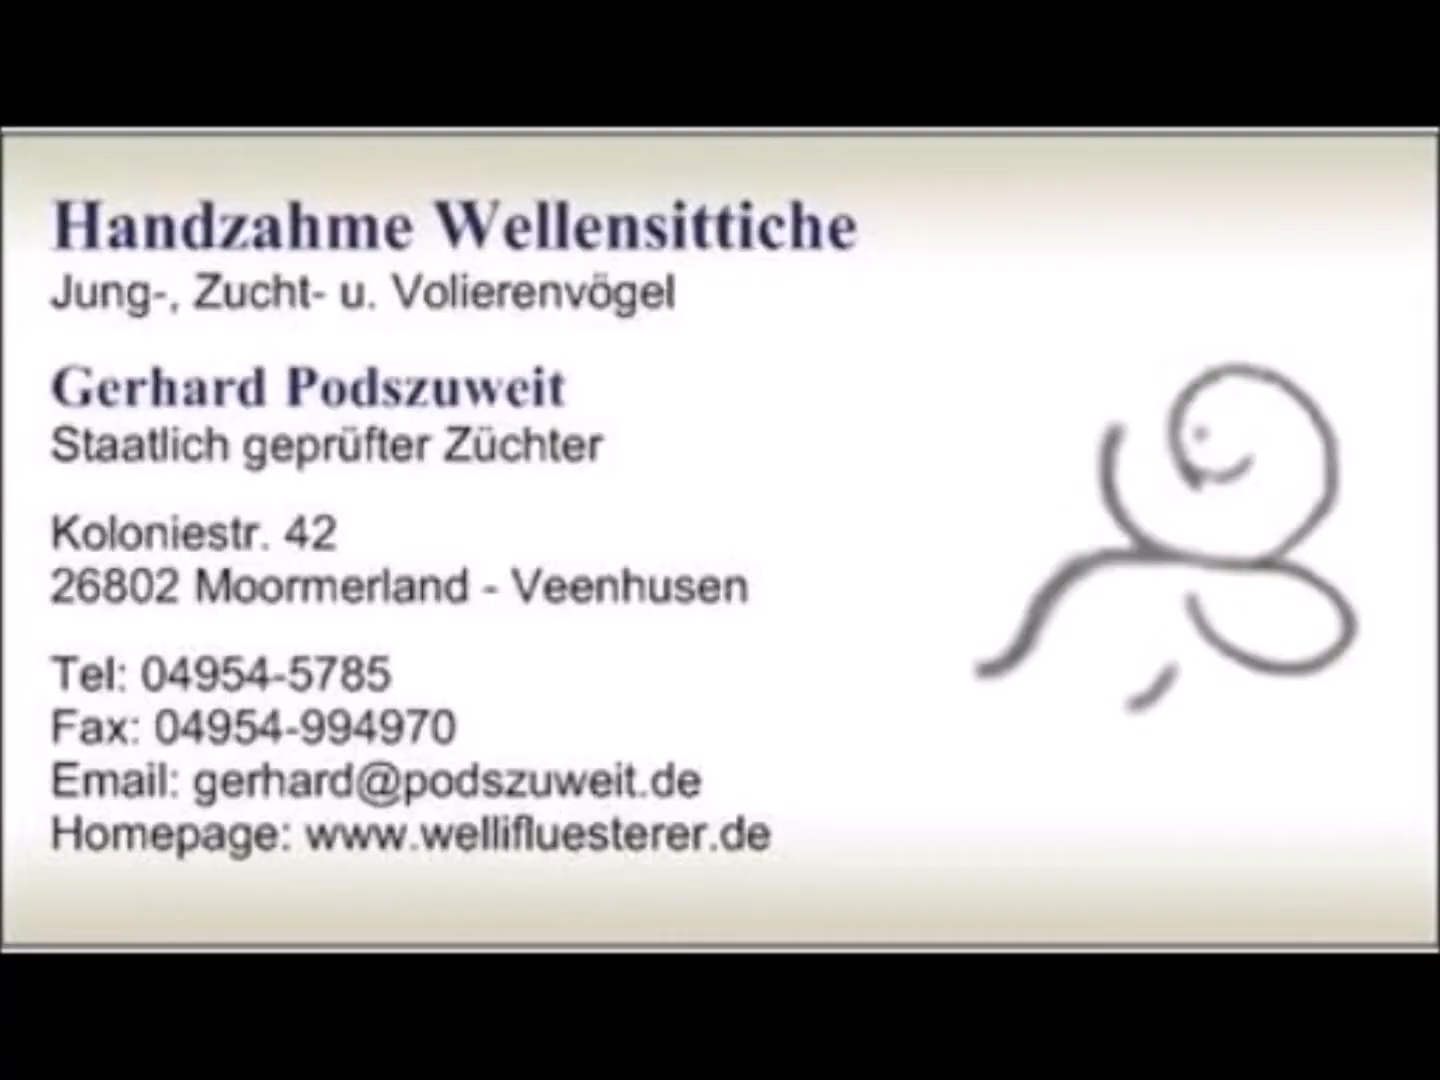 Handzahme Wellensittiche
Jung-, Zucht- u. Volierenvögel
Gerhard Podszuweit
Staatlich geprüfter Züchter
Koloniestr. 42
26802 Moormerland - Veenhusen
Tel: 04954-5785
Fax: 04954-994970
Email: gerhard@podszuweit.de
Homepage: www.wellifluesterer.de